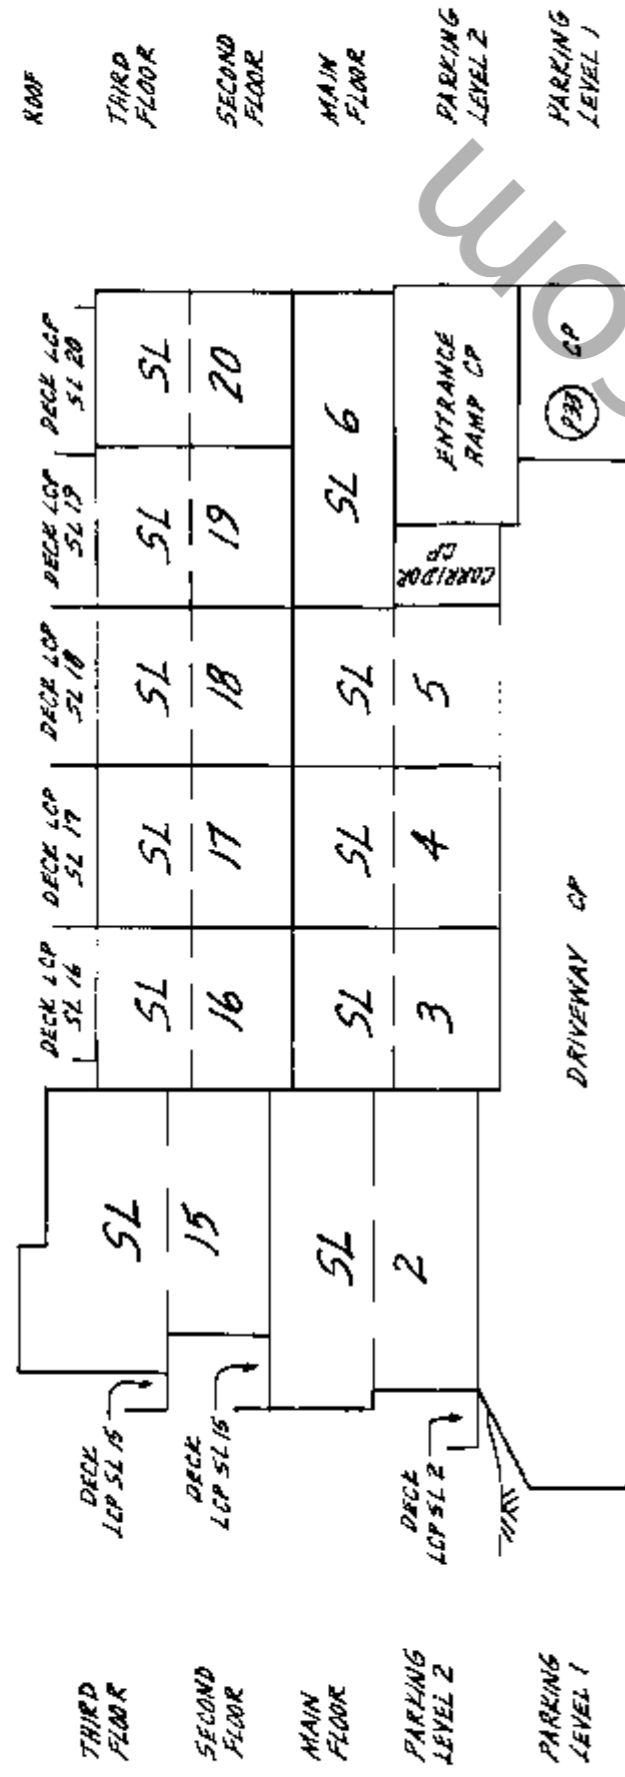 ROOF
THIRD
FLOOR
SECOND
FLOOR
MAIN
FLOOR
PARKING
LEVEL 2
PARKING
LEVEL 1
DECK LCP
SL 16
DECK LCP
SL 17
DECK LCP
SL 18
DECK LCP
SL 19
DECK LCP
SL 20
SL
15
SL
16
SL
17
SL
18
SL
19
SL
20
SL
2
SL
3
SL
4
SL
5
SL 6
CORRIDOR
CP
ENTRANCE
RAMP CP
P33 CP
DRIVEWAY CP
DECK
LCP SL 15
DECK
LCP SL 15
DECK
LCP SL 2
THIRD
FLOOR
SECOND
FLOOR
MAIN
FLOOR
PARKING
LEVEL 2
PARKING
LEVEL 1
om